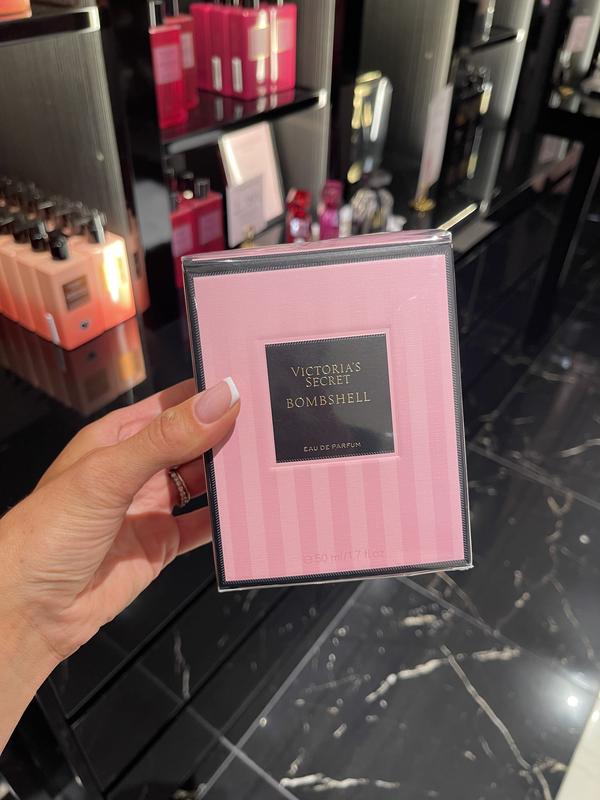 VICTORIA'S
SECRET
BOMBSHELL
EAU DE PARFUM
℮50 ml/1.7 fl.oz